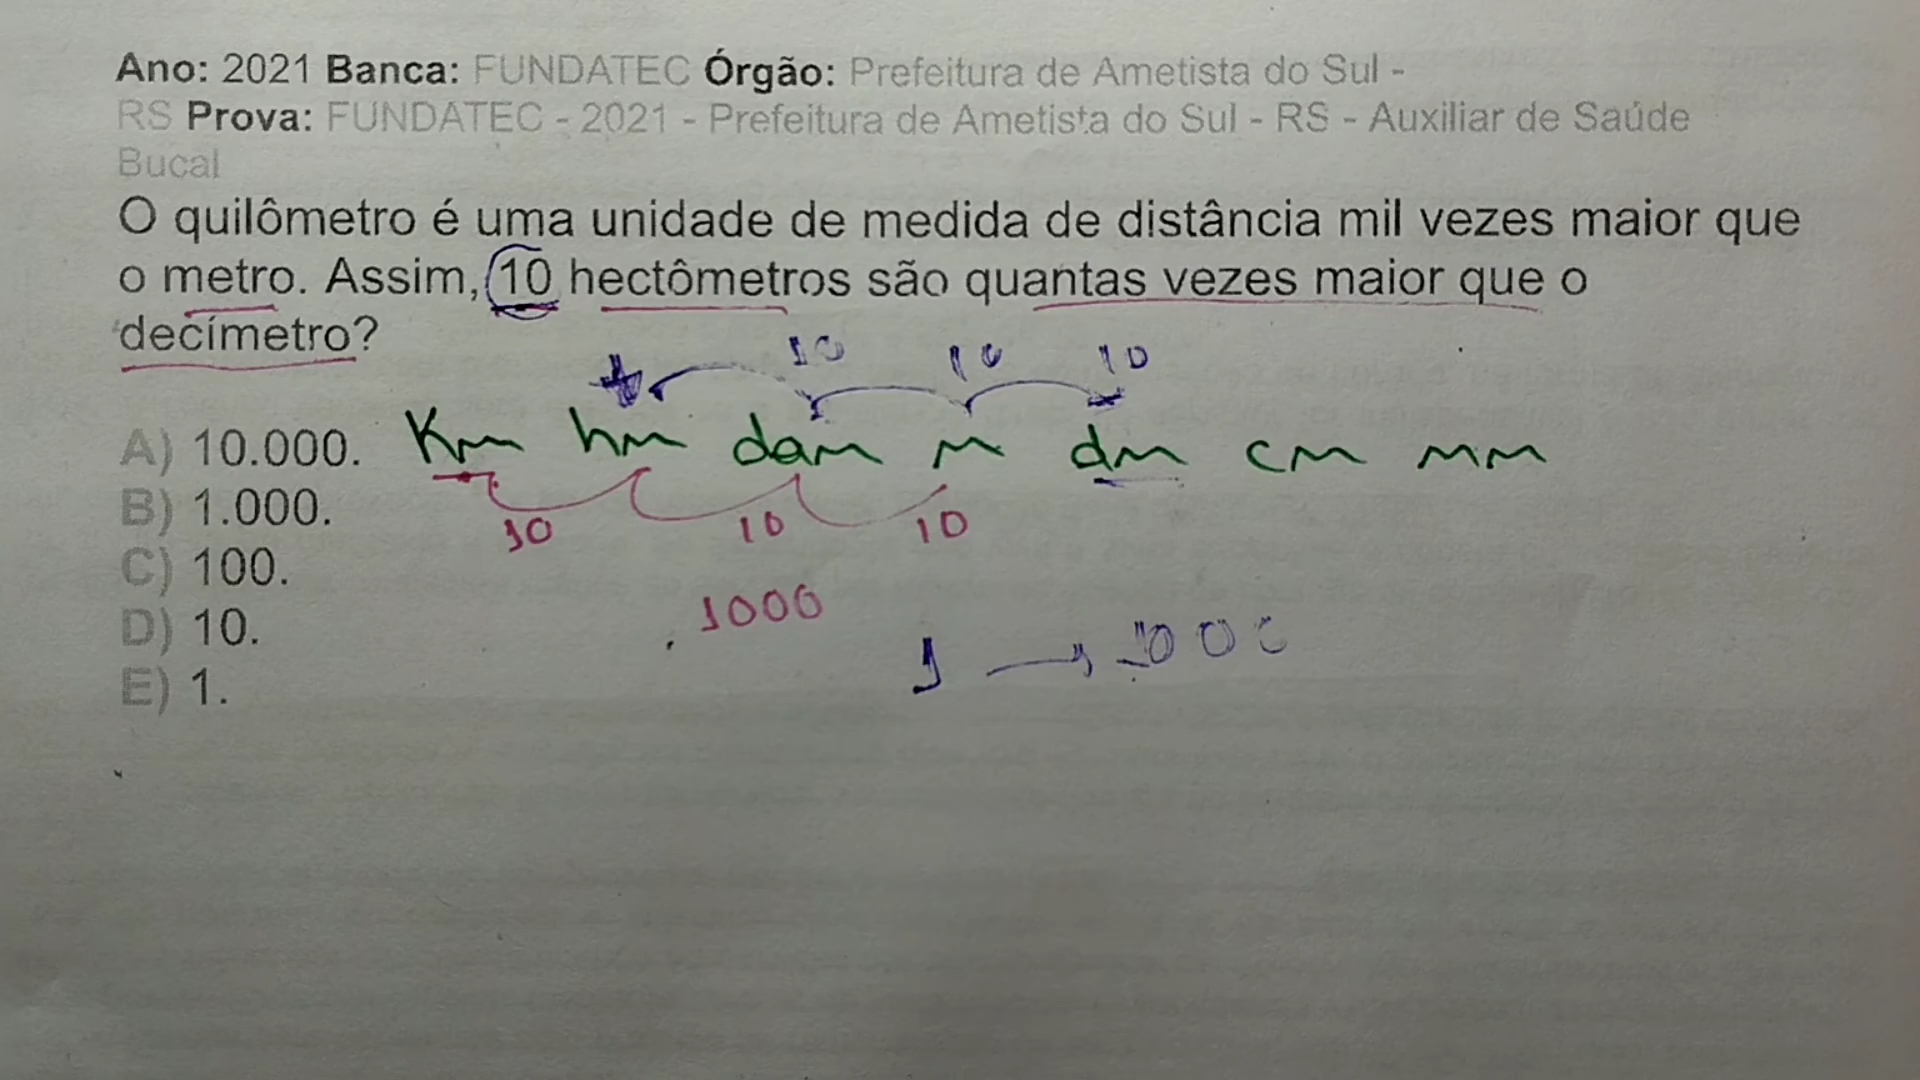 Ano: 2021 Banca: FUNDATEC Órgão: Prefeitura de Ametista do Sul -
RS Prova: FUNDATEC - 2021 - Prefeitura de Ametista do Sul - RS - Auxiliar de Saúde
Bucal
O quilômetro é uma unidade de medida de distância mil vezes maior que
o metro. Assim, 10 hectômetros são quantas vezes maior que o
decímetro?
10 10 10
A) 10.000. Km hm dam m dm cm mm
B) 1.000.
10 10 10
C) 100.
1000
D) 10.
1 000
E) 1.